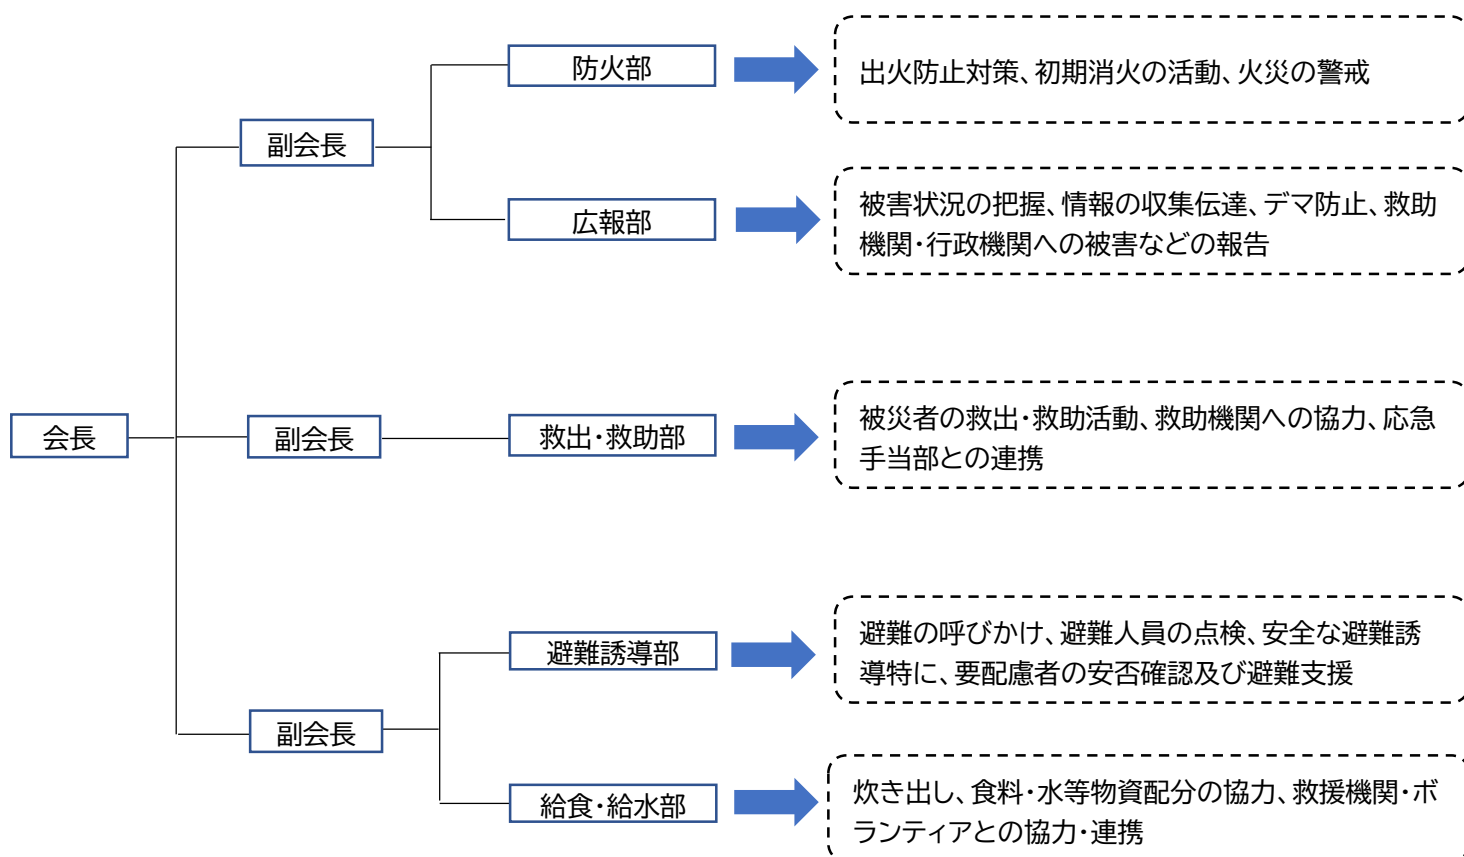 防火部
出火防止対策、初期消火の活動、火災の警戒
副会長
広報部
被害状況の把握、情報の収集伝達、デマ防止、救助
機関・行政機関への被害などの報告
会長
副会長
救出・救助部
被災者の救出・救助活動、救助機関への協力、応急
手当部との連携
避難誘導部
避難の呼びかけ、避難人員の点検、安全な避難誘
導特に、要配慮者の安否確認及び避難支援
副会長
給食・給水部
炊き出し、食料・水等物資配分の協力、救援機関・ボ
ランティアとの協力・連携